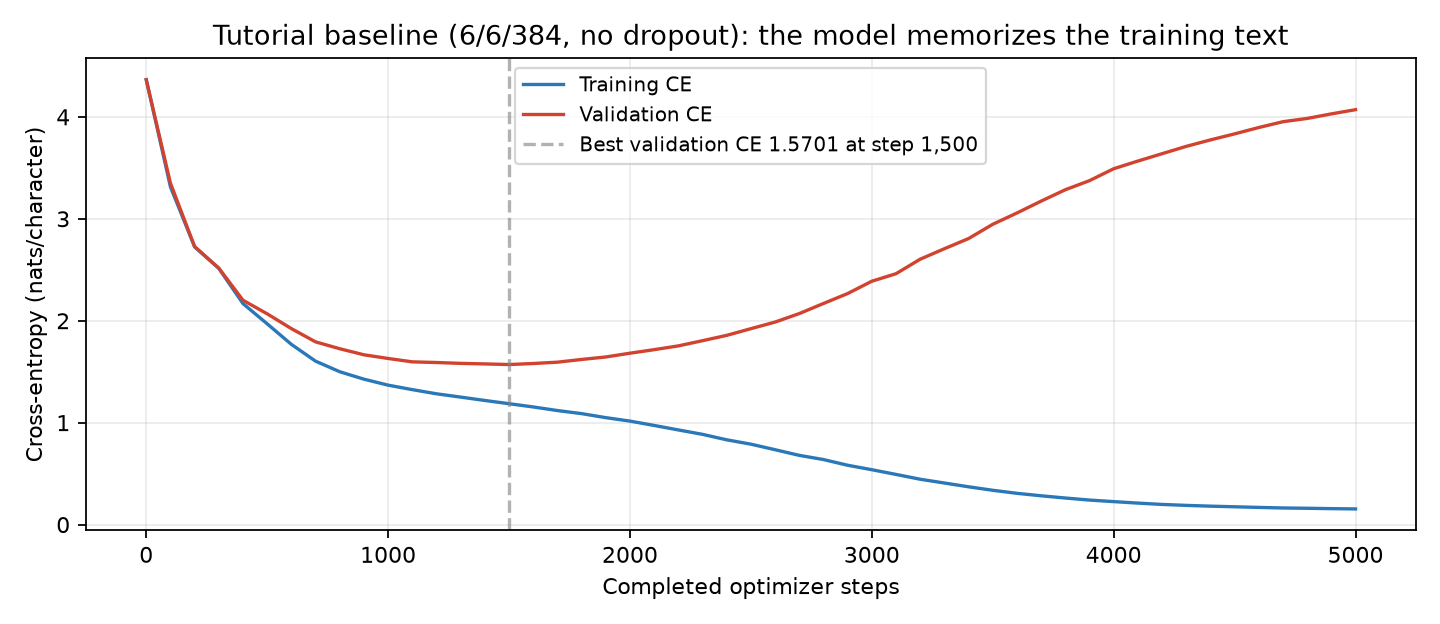 Tutorial baseline (6/6/384, no dropout): the model memorizes the training text
Training CE
Validation CE
Best validation CE 1.5701 at step 1,500
Cross-entropy (nats/character)
4
3
2
1
0
0 1000 2000 3000 4000 5000
Completed optimizer steps